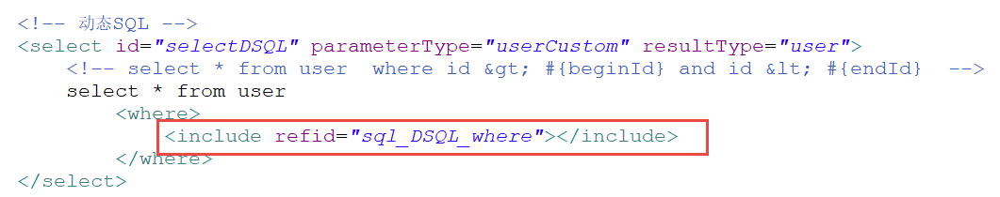 <!-- 动态SQL -->
<select id="selectDSQL" parameterType="userCustom" resultType="user">
<!-- select * from user  where id &gt; #{beginId} and id &lt; #{endId}  -->
select * from user
<where>
<include refid="sql_DSQL_where"></include>
</where>
</select>